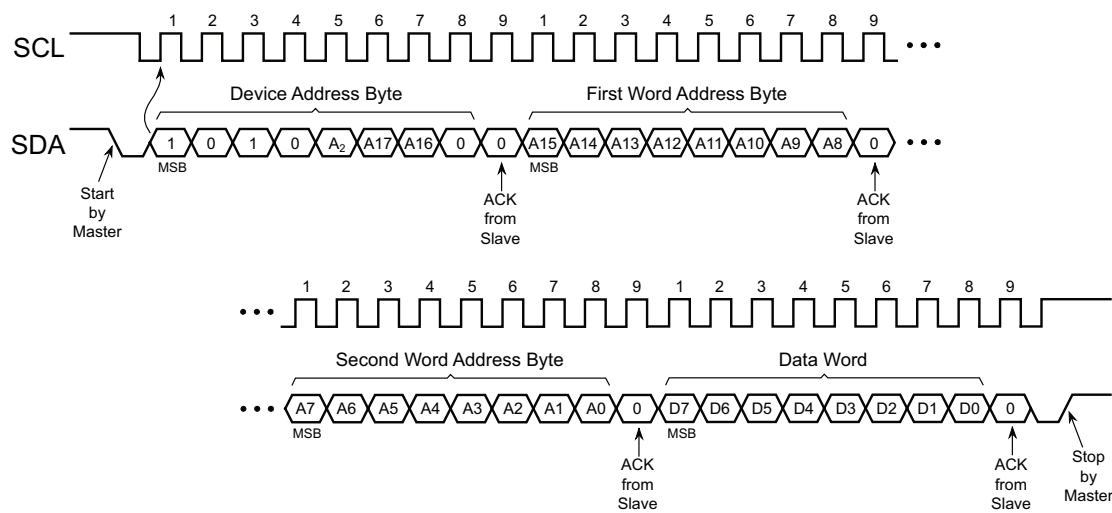 1 2 3 4 5 6 7 8 9 1 2 3 4 5 6 7 8 9
SCL
Device Address Byte First Word Address Byte
SDA 1 0 1 0 A2 A17 A16 0 0 A15 A14 A13 A12 A11 A10 A9 A8 0
MSB MSB
Start
by
Master
ACK
from
Slave
ACK
from
Slave
1 2 3 4 5 6 7 8 9 1 2 3 4 5 6 7 8 9
Second Word Address Byte Data Word
A7 A6 A5 A4 A3 A2 A1 A0 0 D7 D6 D5 D4 D3 D2 D1 D0 0
MSB MSB
ACK
from
Slave
ACK
from
Slave
Stop
by
Master